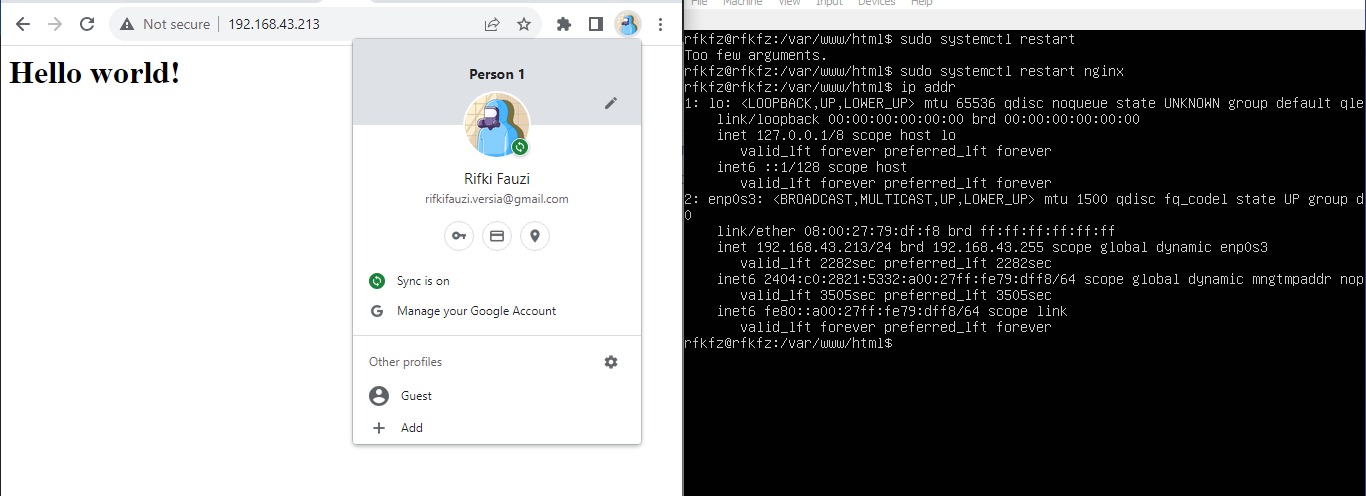 Not secure
192.168.43.213
Hello world!
Person 1
Rifki Fauzi
rifkifauzi.versia@gmail.com
Sync is on
Manage your Google Account
Other profiles
Guest
Add
File Machine View Input Devices Help
rfkfz@rfkfz:/var/www/html$ sudo systemctl restart
Too few arguments.
rfkfz@rfkfz:/var/www/html$ sudo systemctl restart nginx
rfkfz@rfkfz:/var/www/html$ ip addr
1: lo: <LOOPBACK,UP,LOWER_UP> mtu 65536 qdisc noqueue state UNKNOWN group default qle
link/loopback 00:00:00:00:00:00 brd 00:00:00:00:00:00
inet 127.0.0.1/8 scope host lo
valid_lft forever preferred_lft forever
inet6 ::1/128 scope host
valid_lft forever preferred_lft forever
2: enp0s3: <BROADCAST,MULTICAST,UP,LOWER_UP> mtu 1500 qdisc fq_codel state UP group d
0
link/ether 08:00:27:79:df:f8 brd ff:ff:ff:ff:ff:ff
inet 192.168.43.213/24 brd 192.168.43.255 scope global dynamic enp0s3
valid_lft 2282sec preferred_lft 2282sec
inet6 2404:c0:2821:5332:a00:27ff:fe79:dff8/64 scope global dynamic mngtmpaddr nop
valid_lft 3505sec preferred_lft 3505sec
inet6 fe80::a00:27ff:fe79:dff8/64 scope link
valid_lft forever preferred_lft forever
rfkfz@rfkfz:/var/www/html$